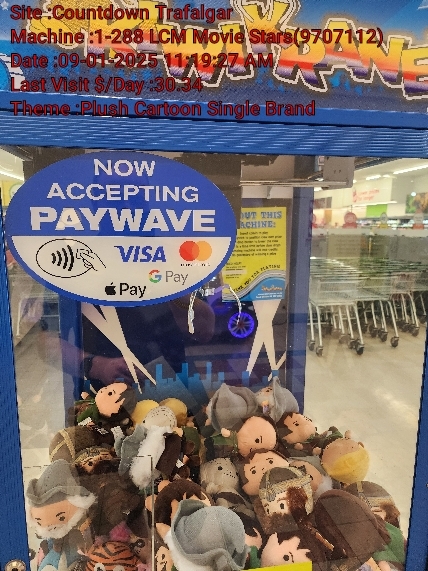 Site :Countdown Trafalgar
Machine :1-288 LCM Movie Stars(9707112)
Date :09-01-2025 11:19:27 AM
Last Visit $/Day :30.34
Theme :Plush Cartoon Single Brand
NOW
ACCEPTING
PAYWAVE
VISA
G Pay
Pay
OUT THIS
MACHINE: